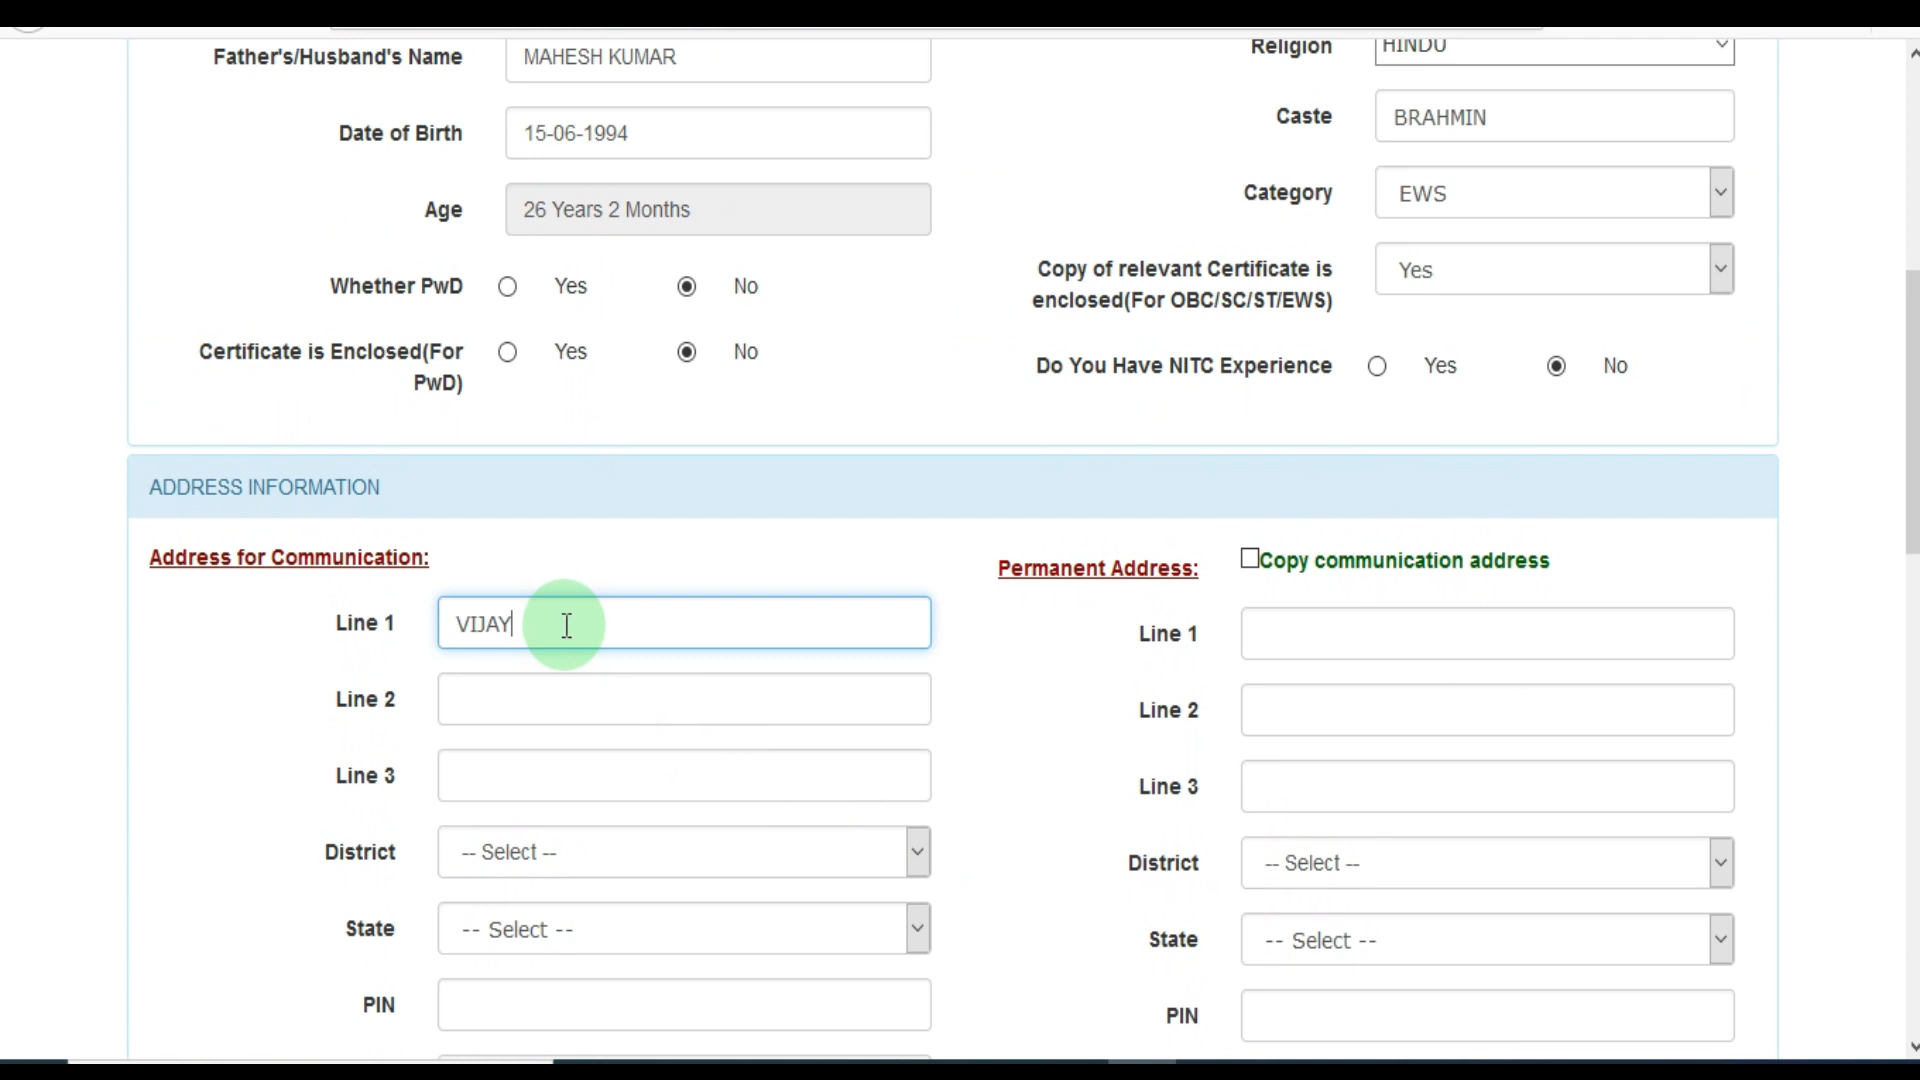 Father's/Husband's Name MAHESH KUMAR
Religion HINDU
Date of Birth 15-06-1994
Caste BRAHMIN
Age 26 Years 2 Months
Category EWS
Whether PwD Yes No
Copy of relevant Certificate is
enclosed(For OBC/SC/ST/EWS) Yes
Certificate is Enclosed(For
PwD) Yes No
Do You Have NITC Experience Yes No
ADDRESS INFORMATION
Address for Communication:
Line 1 VIJAY
Line 2
Line 3
District -- Select --
State -- Select --
PIN
Permanent Address: Copy communication address
Line 1
Line 2
Line 3
District -- Select --
State -- Select --
PIN